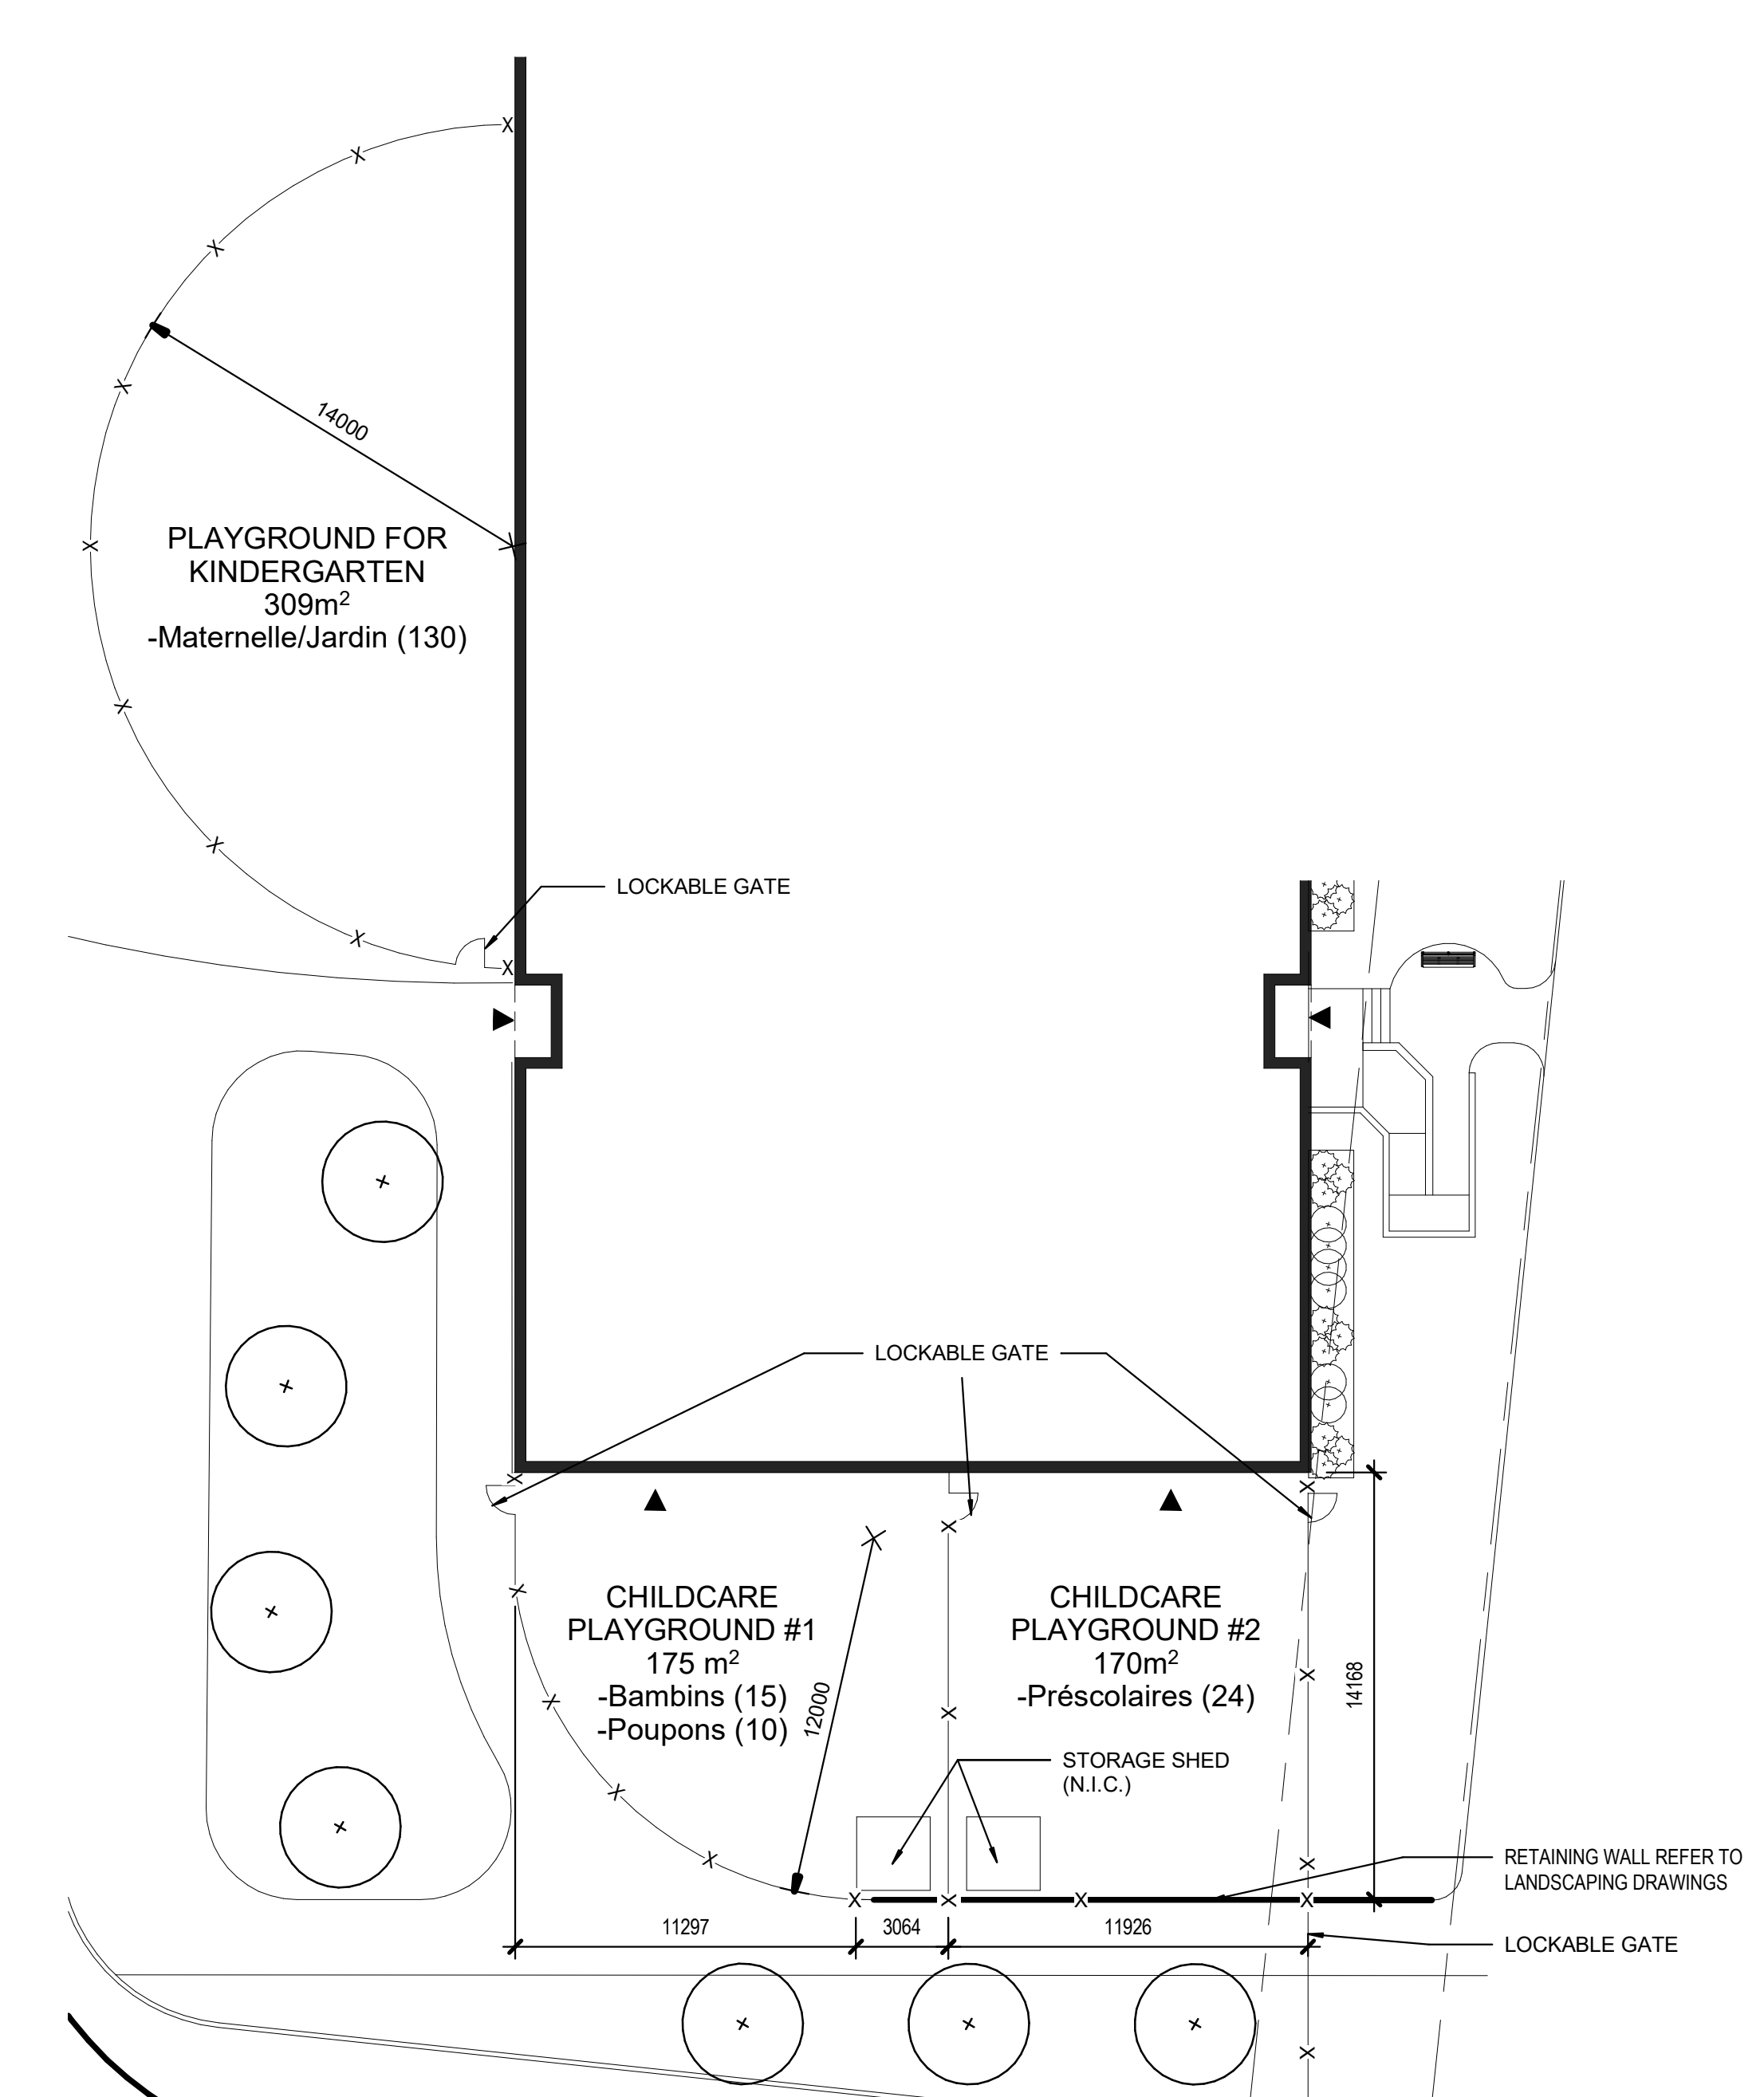 14000
PLAYGROUND FOR
KINDERGARTEN
309m²
-Maternelle/Jardin (130)
LOCKABLE GATE
LOCKABLE GATE
CHILDCARE
PLAYGROUND #1
175 m²
-Bambins (15)
-Poupons (10)
12000
CHILDCARE
PLAYGROUND #2
170m²
-Préscolaires (24)
14168
STORAGE SHED
(N.I.C.)
RETAINING WALL REFER TO
LANDSCAPING DRAWINGS
11297
3064
11926
LOCKABLE GATE